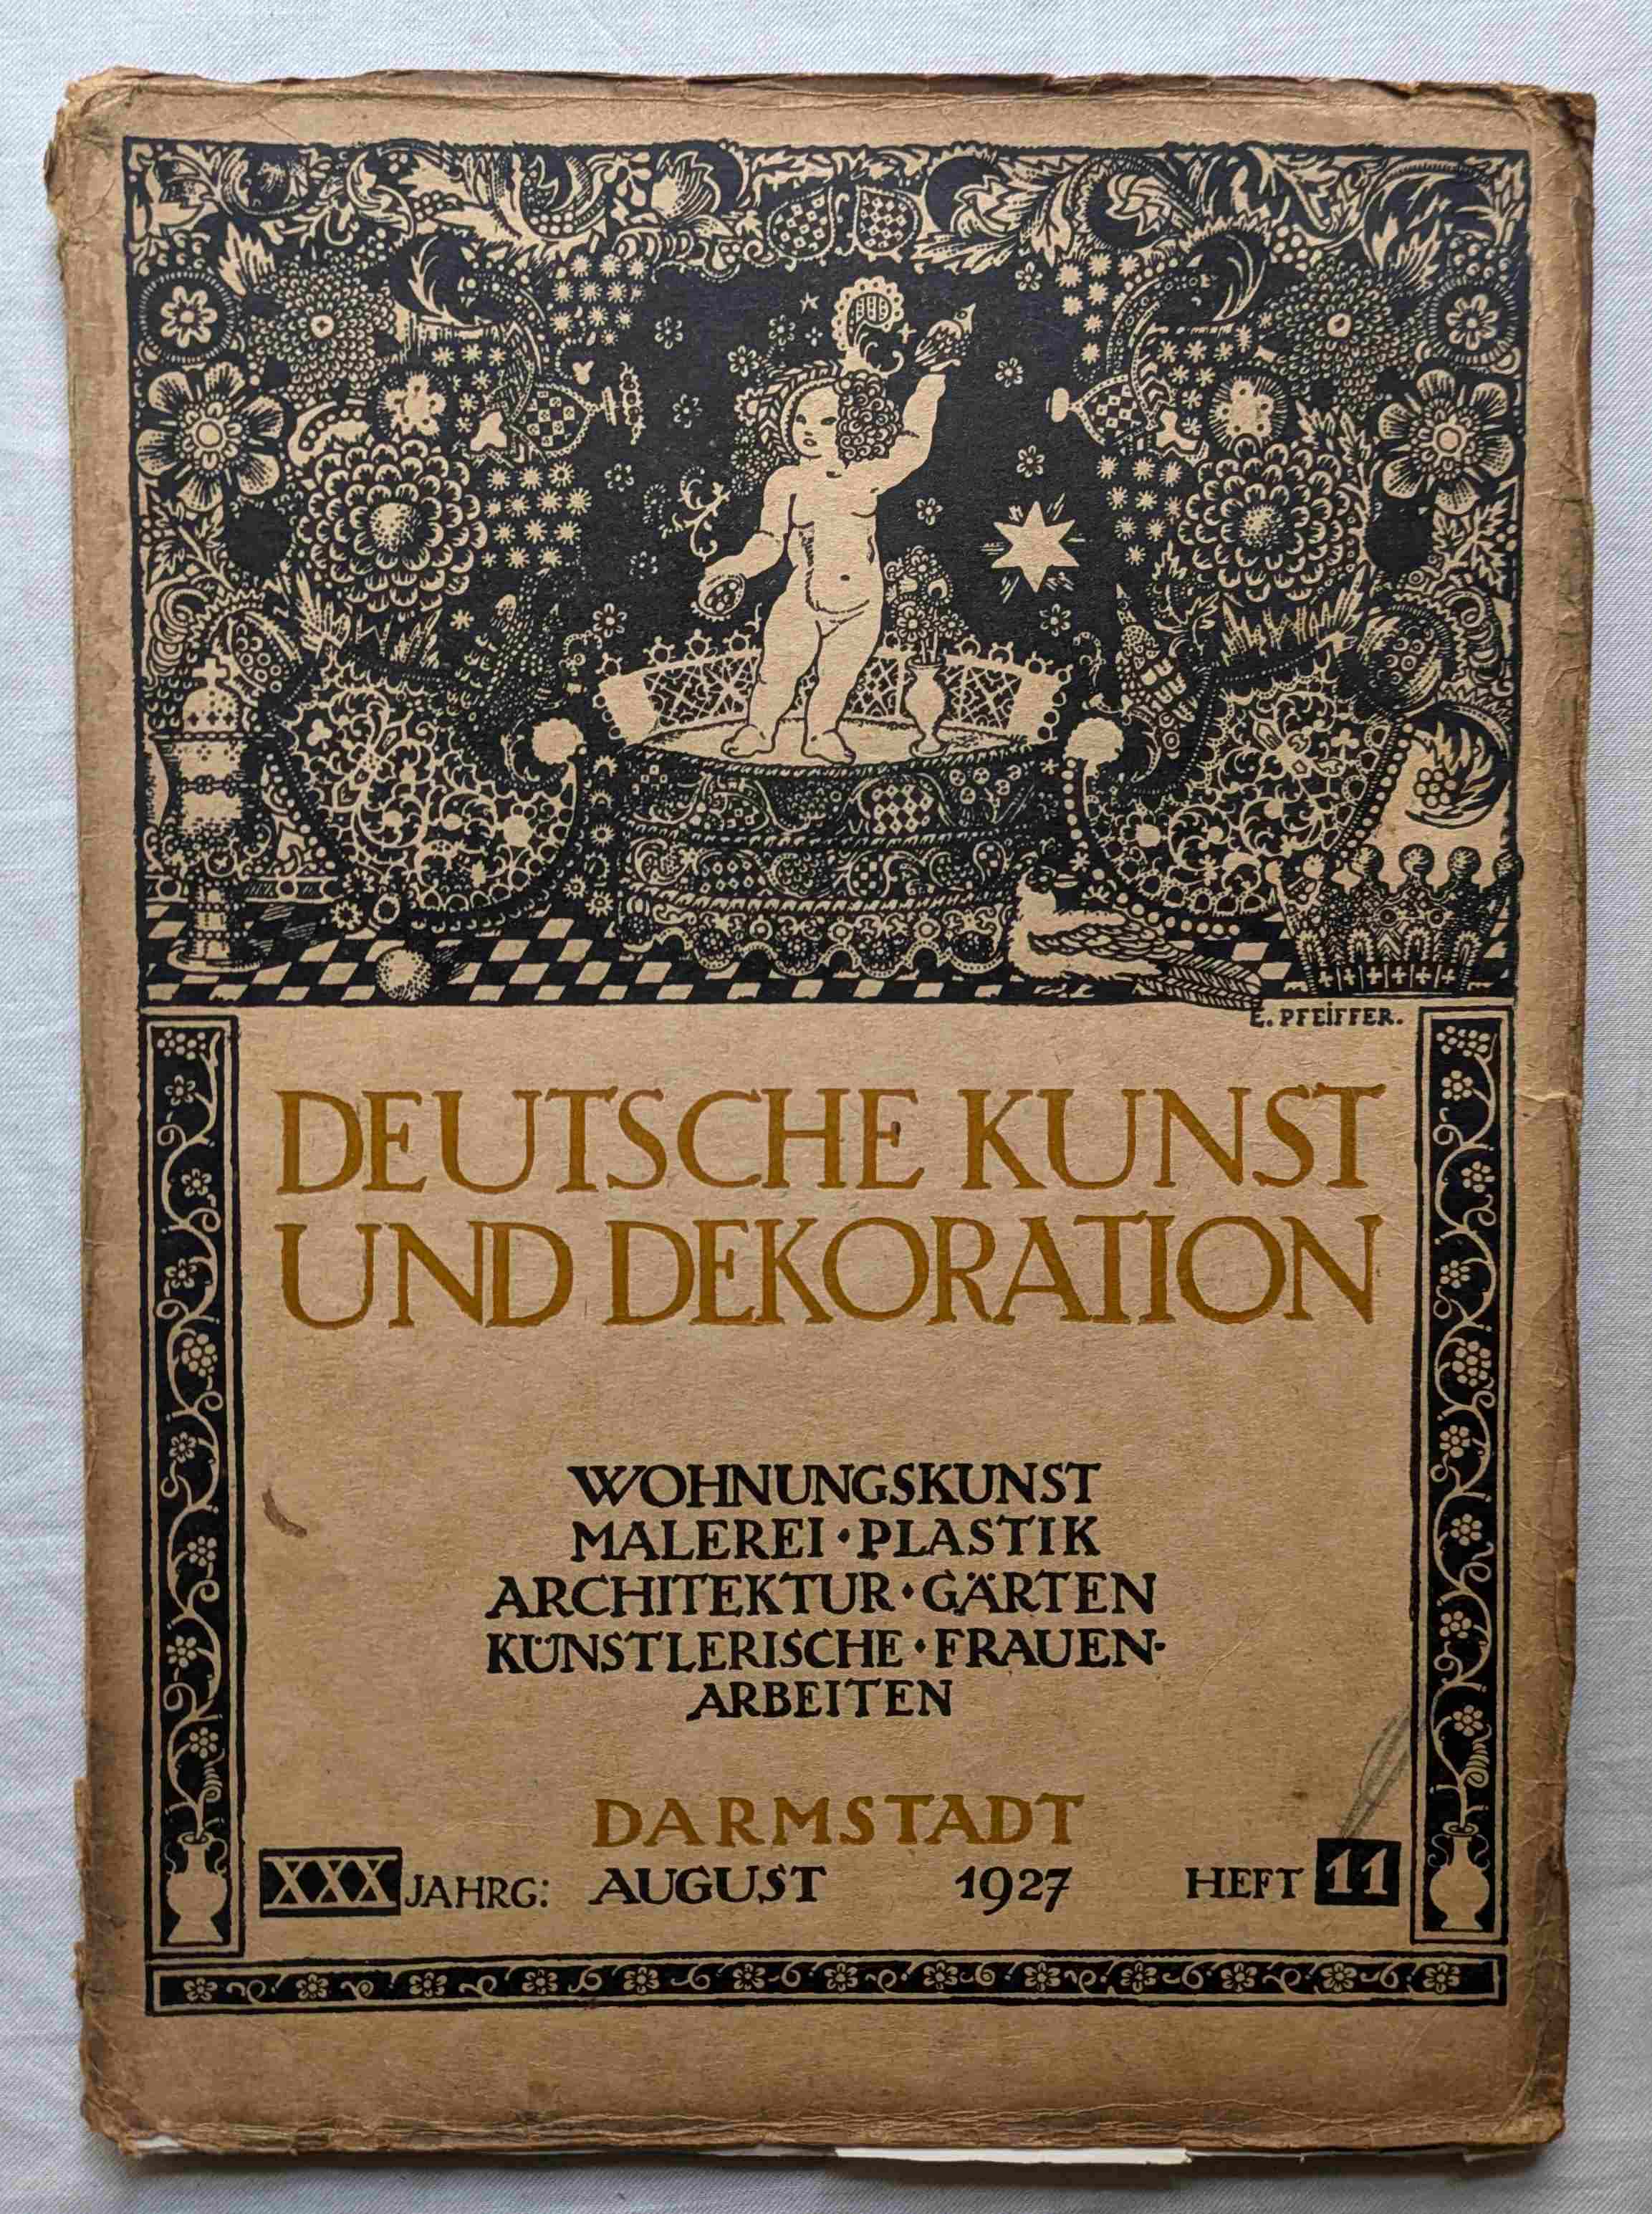 E. PFEIFFER.
DEUTSCHE KUNST
UND DEKORATION
WOHNUNGSKUNST
MALEREI · PLASTIK
ARCHITEKTUR · GÄRTEN
KÜNSTLERISCHE · FRAUEN-
ARBEITEN
DARMSTADT
XXX JAHRG: AUGUST 1927 HEFT 11